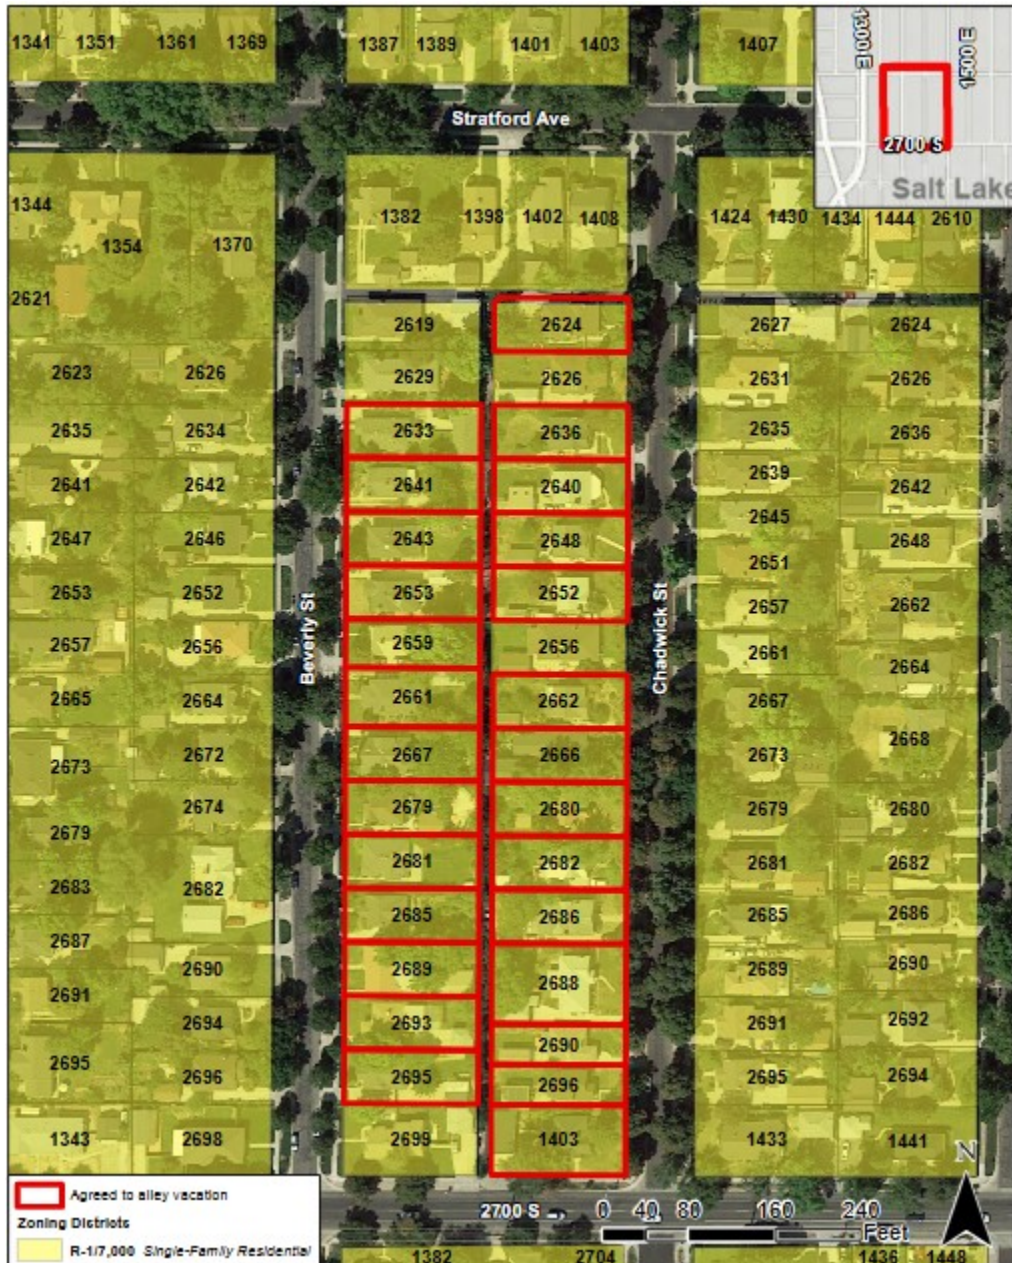 1341 1351 1361 1369 1387 1389 1401 1403 1407
1300 E
1500 E
2700 S
Salt Lake
Stratford Ave
1344 1354 1370 1382 1398 1402 1408 1424 1430 1434 1444 2610
2621 2619 2624 2627 2624
2623 2626 2629 2626 2631 2626
2635 2634 2633 2636 2635 2636
2641 2642 2641 2640 2639 2642
2647 2646 2643 2648 2645 2648
2653 2652 2653 2652 2651 2662
2657 2656 2659 2656 2657 2664
2665 2664 2661 2662 2661 2668
2673 2672 2667 2666 2667 2680
2679 2674 2679 2680 2673 2682
2683 2682 2681 2682 2679 2686
2687 2690 2685 2686 2681 2690
2691 2694 2689 2688 2685 2692
2695 2696 2693 2690 2689 2694
2695 2696 2691
2695
1343 2698 2699 1403 1433 1441
Beverly St
Chadwick St
N
2700 S
0 40 80 160 240
Feet
1382 2704 1436 1448
Agreed to alley vacation
Zoning Districts
R-1/7,000 Single-Family Residential